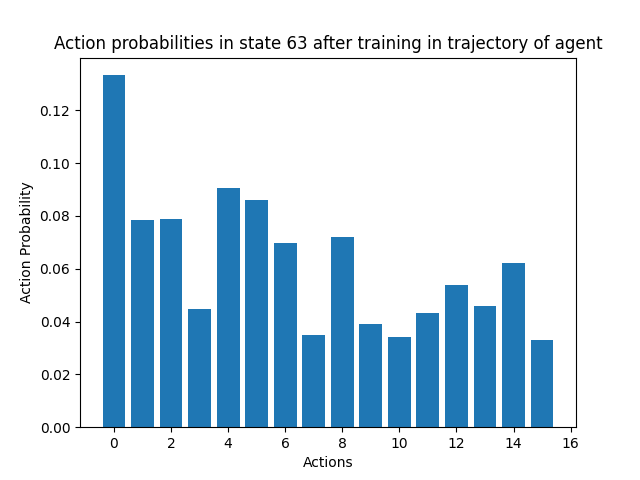 Action probabilities in state 63 after training in trajectory of agent
0.12
0.10
0.08
0.06
0.04
0.02
0.00
Action Probability
0 2 4 6 8 10 12 14 16
Actions